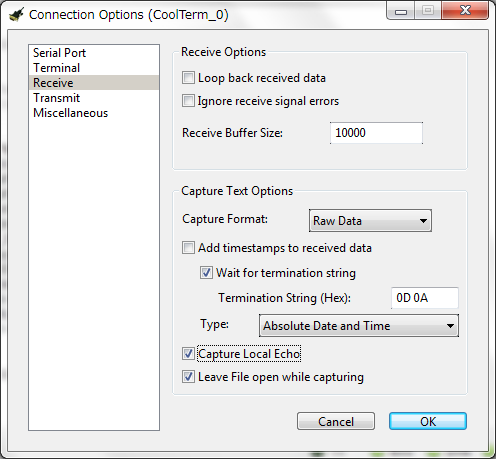 Connection Options (CoolTerm_0)
Serial Port
Terminal
Receive
Transmit
Miscellaneous
Receive Options
Loop back received data
Ignore receive signal errors
Receive Buffer Size: 10000
Capture Text Options
Capture Format: Raw Data
Add timestamps to received data
Wait for termination string
Termination String (Hex): 0D 0A
Type: Absolute Date and Time
Capture Local Echo
Leave File open while capturing
Cancel OK